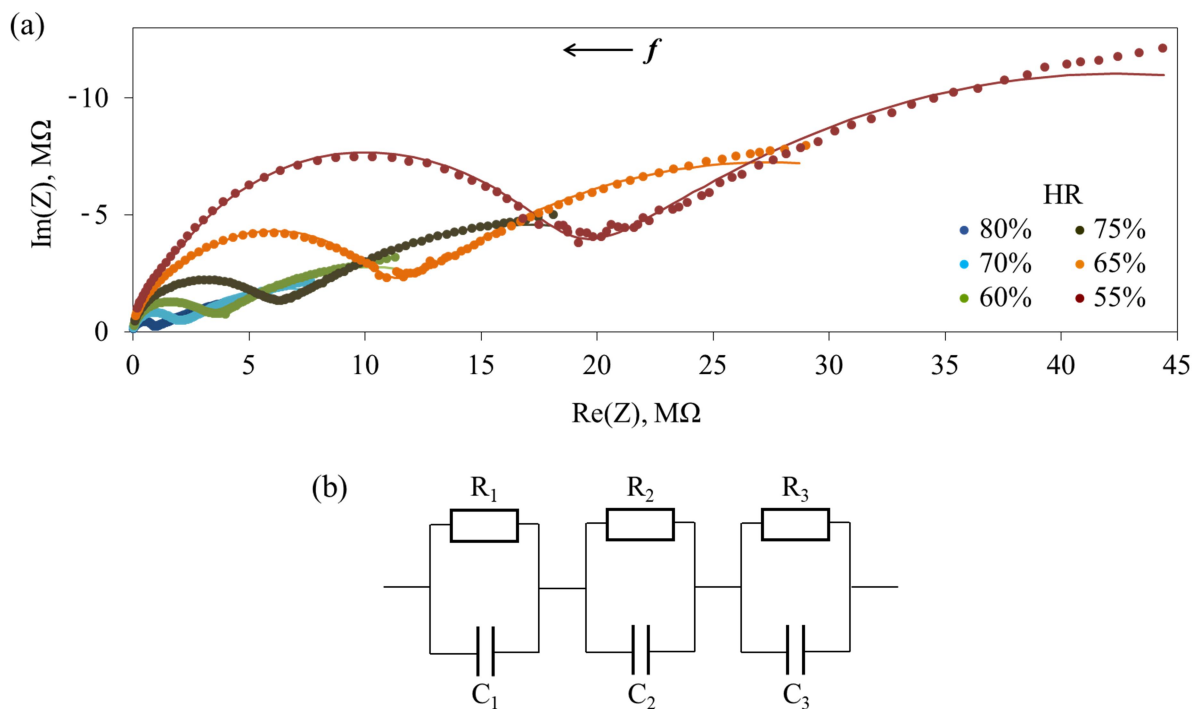 (a)
f
Im(Z), MΩ
-10
-5
0
0 5 10 15 20 25 30 35 40 45
Re(Z), MΩ
HR
80% 75%
70% 65%
60% 55%
(b)
R₁ R₂ R₃
C₁ C₂ C₃